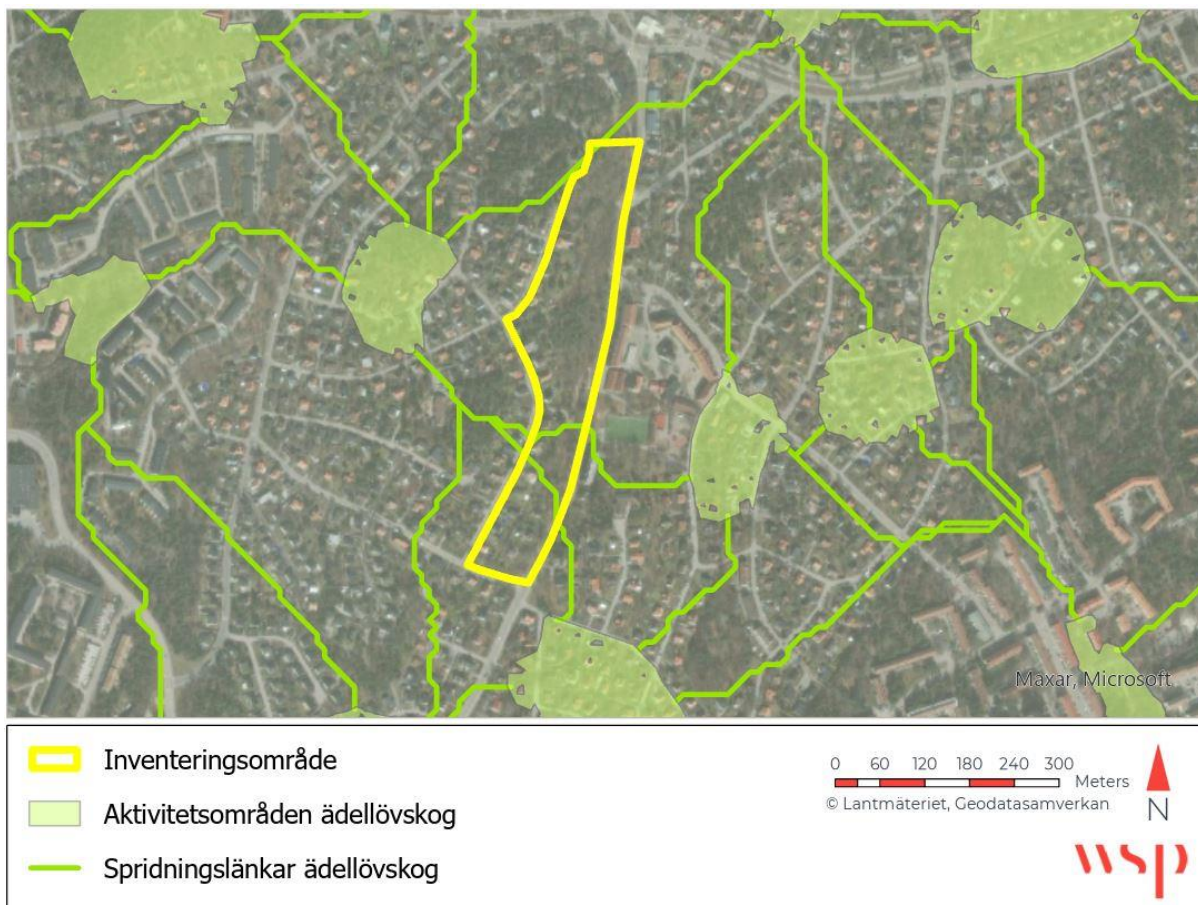 Maxar, Microsoft
Inventeringsområde
Aktivitetsområden ädellövskog
Spridningslänkar ädellövskog
0 60 120 180 240 300
Meters
© Lantmäteriet, Geodatasamverkan
N
wsp